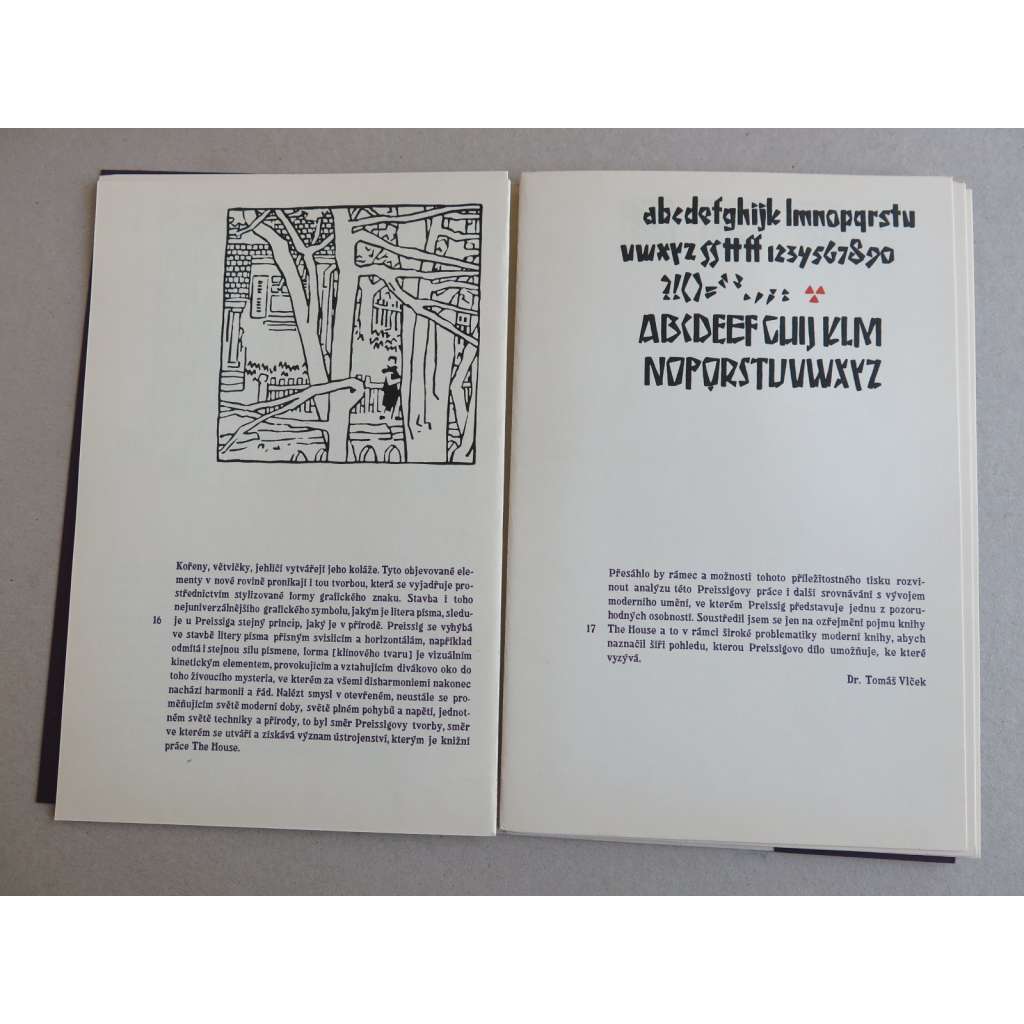 Kořeny, větvičky, jehličí vytvářejí jeho koláže. Tyto objevované ele-
menty v nové rovině pronikají i tou tvorbou, která se vyjadřuje pro-
střednictvím stylizované formy grafického znaku. Stavba i toho
nejuniverzálnějšího grafického symbolu, jakým je litera písma, sledu-
16 je u Preissiga stejný princip, jaký je v přírodě. Preissig se vyhýbá
ve stavbě litery písma přísným svislicím a horizontálám, například
odmítá i stejnou sílu písmene, forma [klínového tvaru] je vizuálním
kinetickým elementem, provokujícím a vztahujícím divákovo oko do
toho živoucího mysteria, ve kterém za všemi disharmoniemi nakonec
nachází harmonii a řád. Nalézt smysl v otevřeném, neustále se pro-
měňujícím světě moderní doby, světě plném pohybů a napětí, jednot-
ném světě techniky a přírody, to byl směr Preissigovy tvorby, směr
ve kterém se utváří a získává význam ústrojenství, kterým je knižní
práce The House.
abcdefghijk lmnopqrstu
vwxyz 1234567890
?!()=
ABCDEEF GHIJ KLM
NOPQRSTUVWXYZ
Přesáhlo by rámec a možnosti tohoto příležitostného tisku rozvi-
nout analýzu této Preissigovy práce i další srovnávání s vývojem
moderního umění, ve kterém Preissig představuje jednu z pozoru-
hodných osobností. Soustředil jsem se jen na ozřejmění pojmu knihy
17 The House a to v rámci široké problematiky moderní knihy, abych
naznačil šíři pohledu, kterou Preissigovo dílo umožňuje, ke které
vyzývá.
Dr. Tomáš Vlček